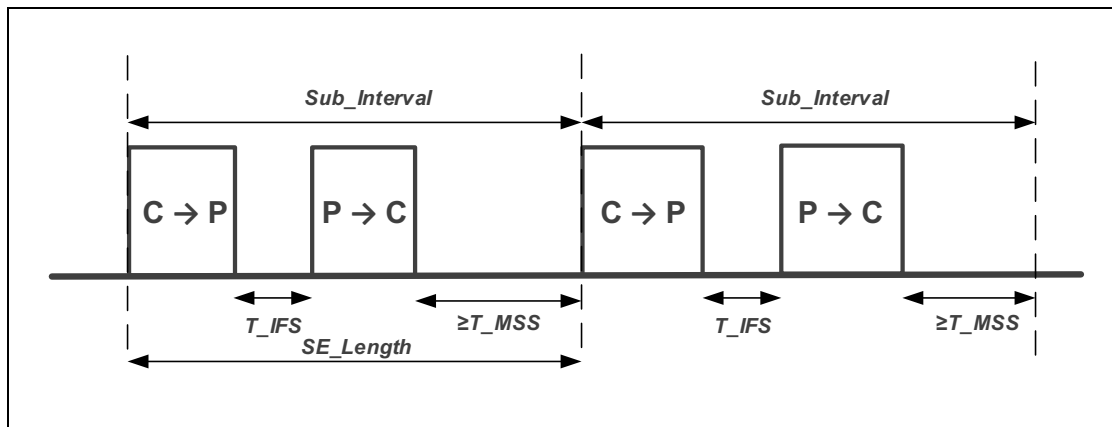 Sub_Interval Sub_Interval
C → P P → C C → P P → C
T_IFS ≥T_MSS T_IFS ≥T_MSS
SE_Length